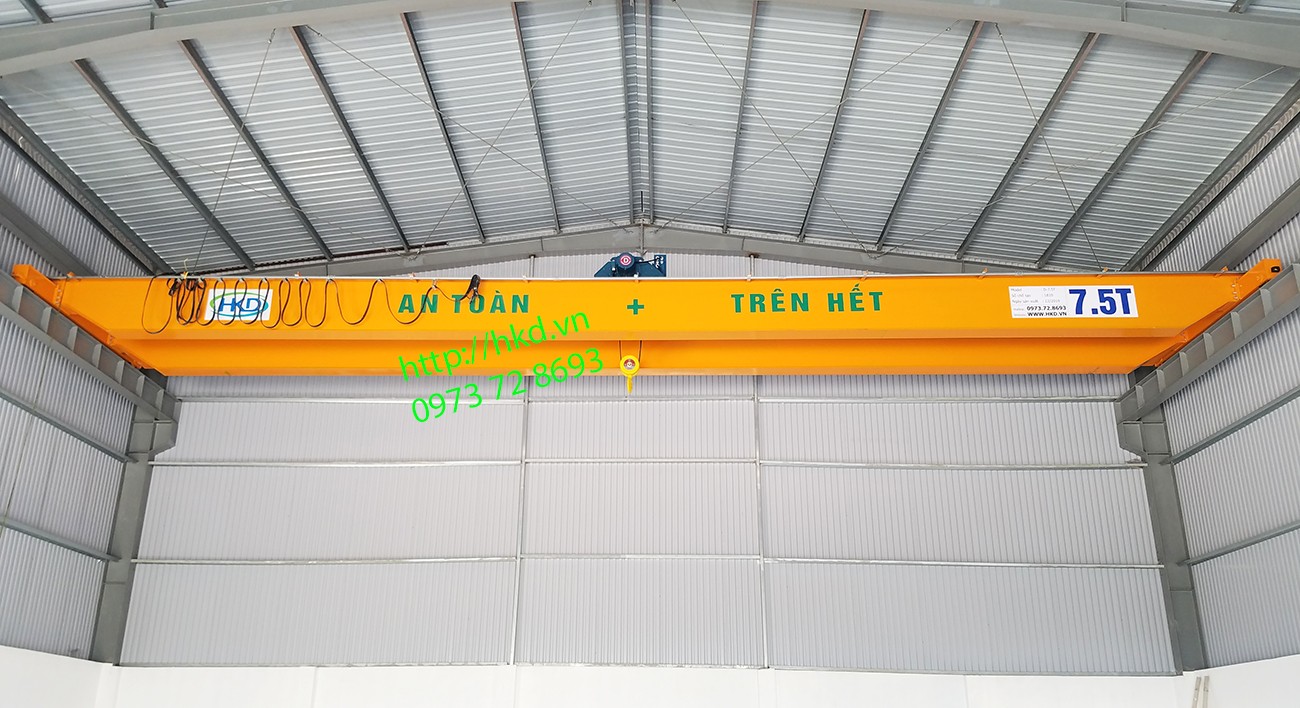 HKD
AN TOÀN + TRÊN HẾT
0973.72.8693
WWW.HKD.VN
7.5T
http://hkd.vn
0973 72 8693